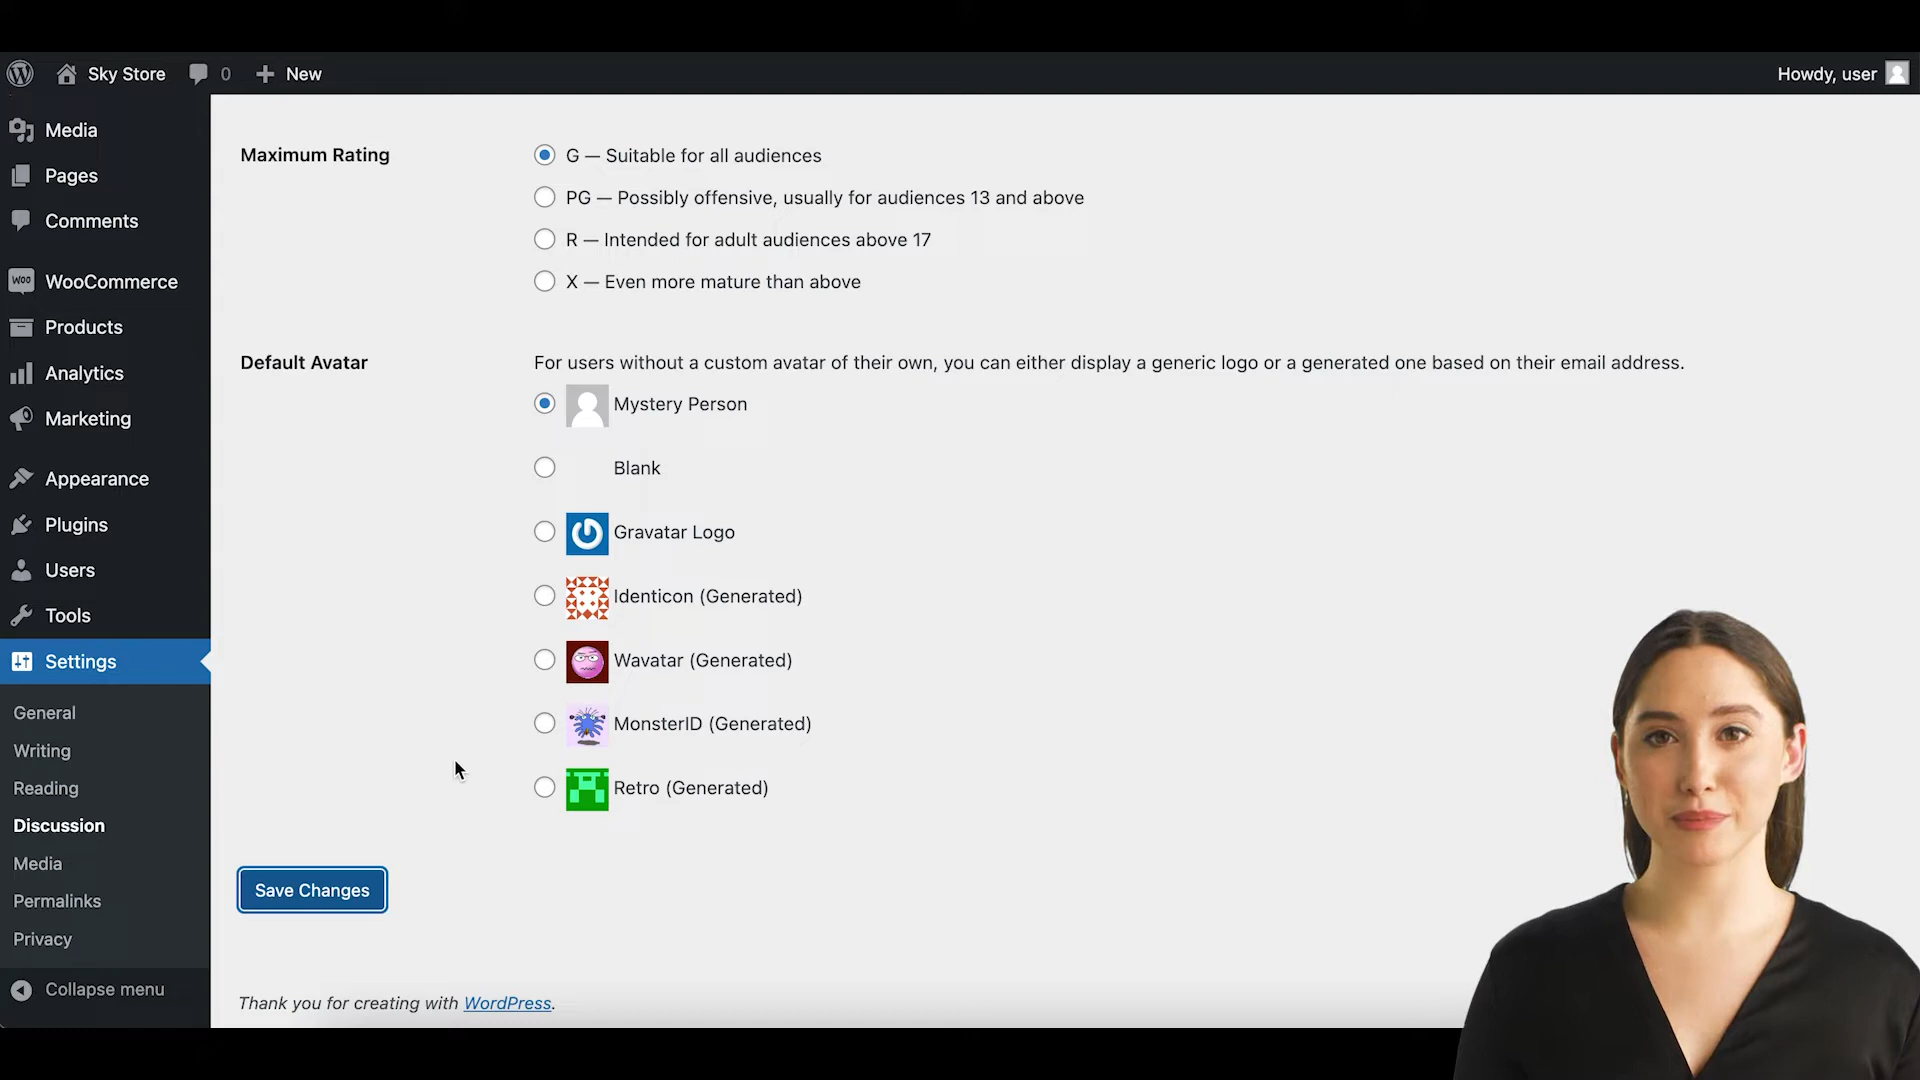 Sky Store
0
New
Howdy, user
Media
Pages
Comments
WOO
WooCommerce
Products
Analytics
Marketing
Appearance
Plugins
Users
Tools
Settings
General
Writing
Reading
Discussion
Media
Permalinks
Privacy
Collapse menu
Maximum Rating
G — Suitable for all audiences
PG — Possibly offensive, usually for audiences 13 and above
R — Intended for adult audiences above 17
X — Even more mature than above
Default Avatar
For users without a custom avatar of their own, you can either display a generic logo or a generated one based on their email address.
Mystery Person
Blank
Gravatar Logo
Identicon (Generated)
Wavatar (Generated)
MonsterID (Generated)
Retro (Generated)
Save Changes
Thank you for creating with WordPress.